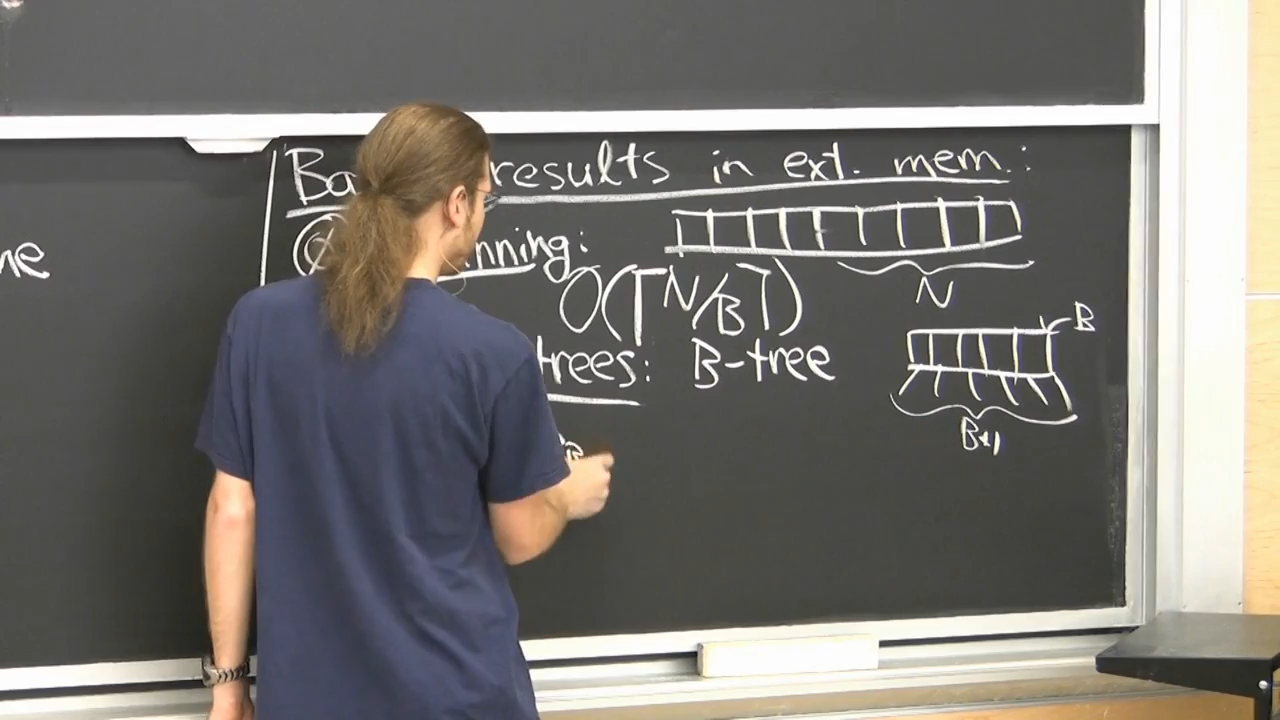 ne
Ba results in ext. mem.:
nning:
N
O(⌈N/B⌉)
B
trees: B-tree
B+1